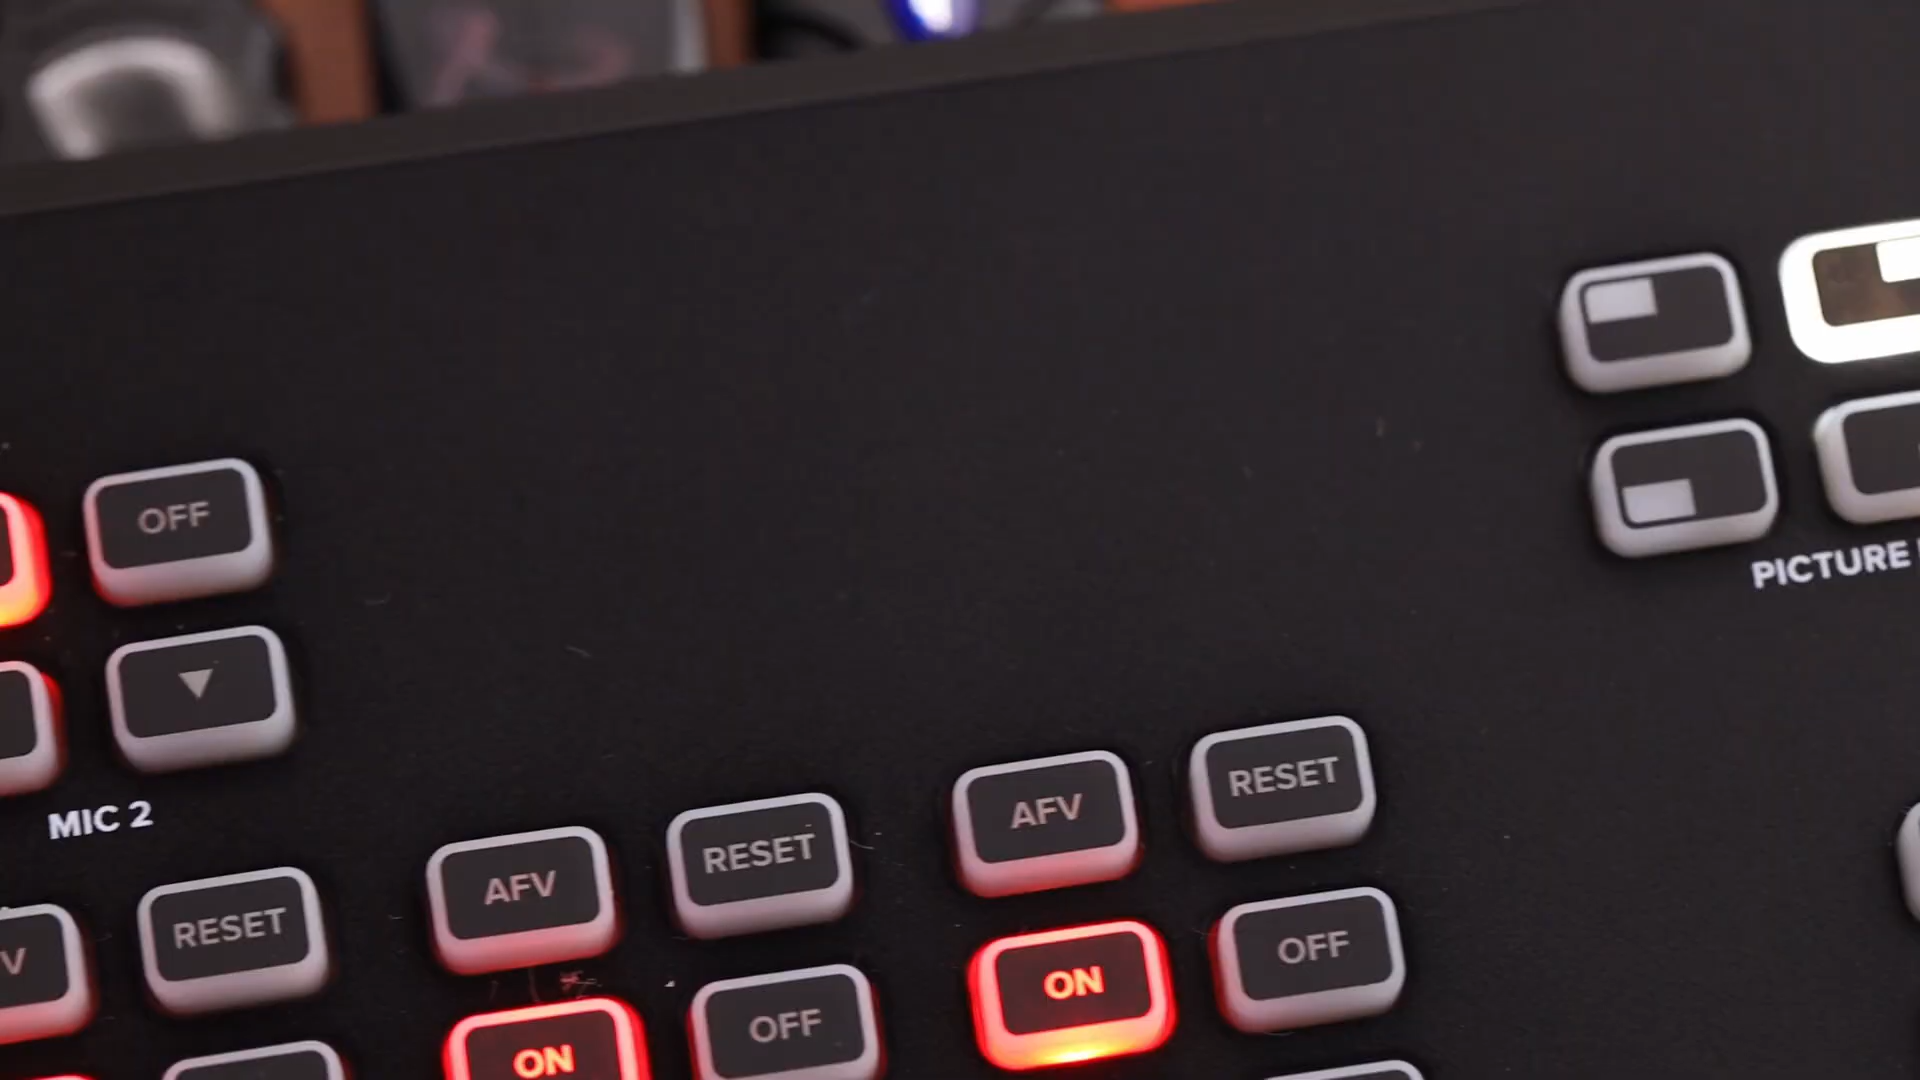 OFF
MIC 2
PICTURE
AFV
RESET
AFV
RESET
V
RESET
ON
OFF
ON
OFF